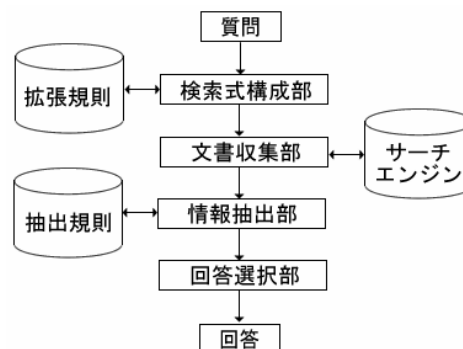 質問
拡張規則
検索式構成部
文書収集部
サーチ
エンジン
抽出規則
情報抽出部
回答選択部
回答